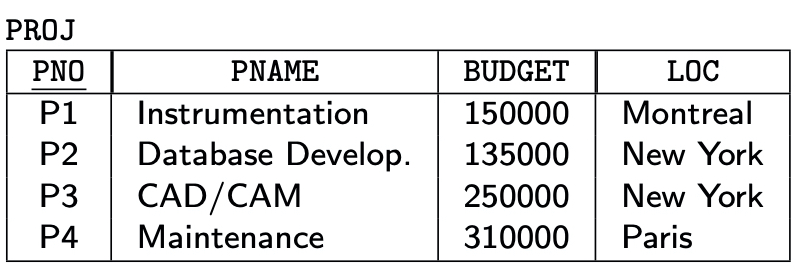 PROJ
PNO PNAME BUDGET LOC
P1 Instrumentation 150000 Montreal
P2 Database Develop. 135000 New York
P3 CAD/CAM 250000 New York
P4 Maintenance 310000 Paris